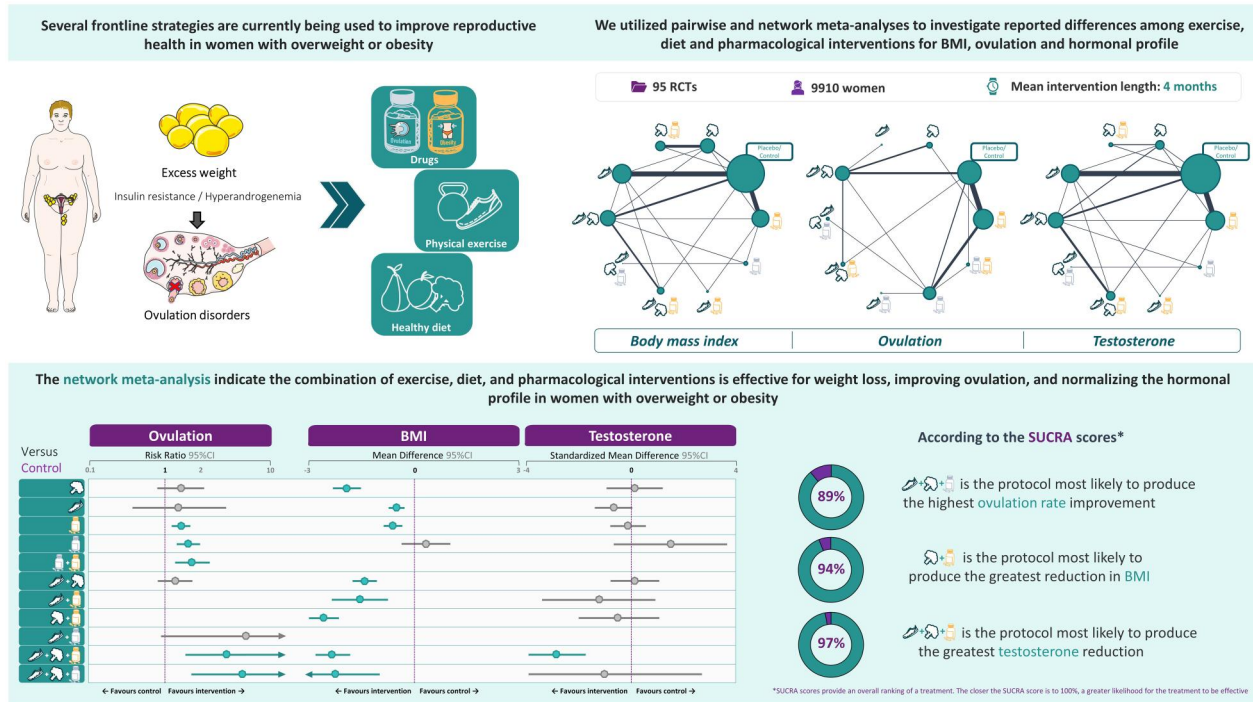 Several frontline strategies are currently being used to improve reproductive
health in women with overweight or obesity
We utilized pairwise and network meta-analyses to investigate reported differences among exercise,
diet and pharmacological interventions for BMI, ovulation and hormonal profile
Excess weight
Insulin resistance / Hyperandrogenemia
Ovulation disorders
Ovulation
Obesity
Drugs
Physical exercise
Healthy diet
95 RCTs
9910 women
Mean intervention length: 4 months
Placebo/
Control
Placebo/
Control
Placebo/
Control
Body mass index
Ovulation
Testosterone
The network meta-analysis indicate the combination of exercise, diet, and pharmacological interventions is effective for weight loss, improving ovulation, and normalizing the hormonal
profile in women with overweight or obesity
Versus
Control
Ovulation
Risk Ratio 95%CI
0.1 1 2 10
BMI
Mean Difference 95%CI
-3 0 3
Testosterone
Standardized Mean Difference 95%CI
-4 0 4
← Favours control Favours intervention →
← Favours intervention Favours control →
← Favours intervention Favours control →
According to the SUCRA scores*
89%
+ + is the protocol most likely to produce
the highest ovulation rate improvement
94%
+ is the protocol most likely to
produce the greatest reduction in BMI
97%
+ + is the protocol most likely to produce
the greatest testosterone reduction
*SUCRA scores provide an overall ranking of a treatment. The closer the SUCRA score is to 100%, a greater likelihood for the treatment to be effective